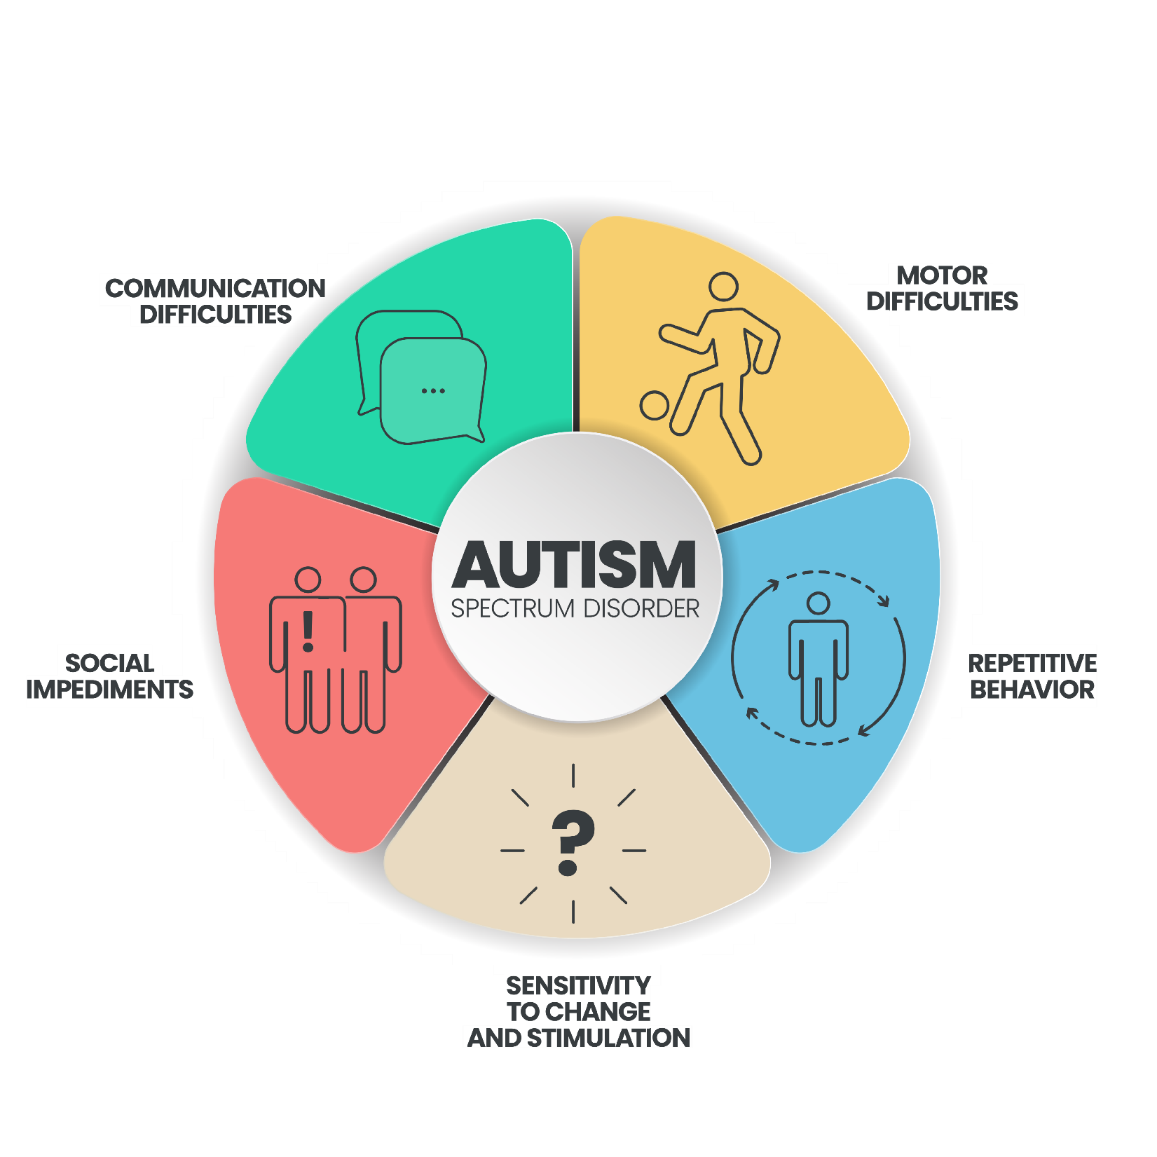 COMMUNICATION
DIFFICULTIES
MOTOR
DIFFICULTIES
AUTISM
SPECTRUM DISORDER
!
SOCIAL
IMPEDIMENTS
REPETITIVE
BEHAVIOR
?
SENSITIVITY
TO CHANGE
AND STIMULATION